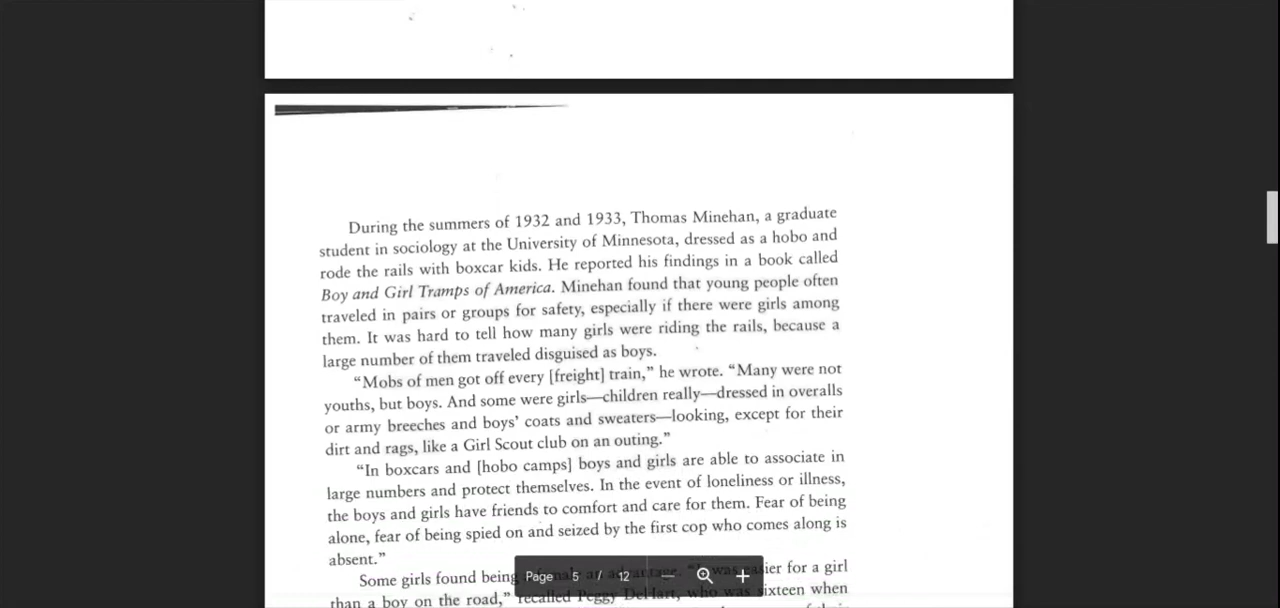 During the summers of 1932 and 1933, Thomas Minehan, a graduate
student in sociology at the University of Minnesota, dressed as a hobo and
rode the rails with boxcar kids. He reported his findings in a book called
Boy and Girl Tramps of America. Minehan found that young people often
traveled in pairs or groups for safety, especially if there were girls among
them. It was hard to tell how many girls were riding the rails, because a
large number of them traveled disguised as boys.
“Mobs of men got off every [freight] train,” he wrote. “Many were not
youths, but boys. And some were girls—children really—dressed in overalls
or army breeches and boys’ coats and sweaters—looking, except for their
dirt and rags, like a Girl Scout club on an outing.”
“In boxcars and [hobo camps] boys and girls are able to associate in
large numbers and protect themselves. In the event of loneliness or illness,
the boys and girls have friends to comfort and care for them. Fear of being
alone, fear of being spied on and seized by the first cop who comes along is
absent.”
Some girls found being female an advantage. “It was easier for a girl
than a boy on the road,” recalled Peggy DeHart, who was sixteen when
Page 5 / 12